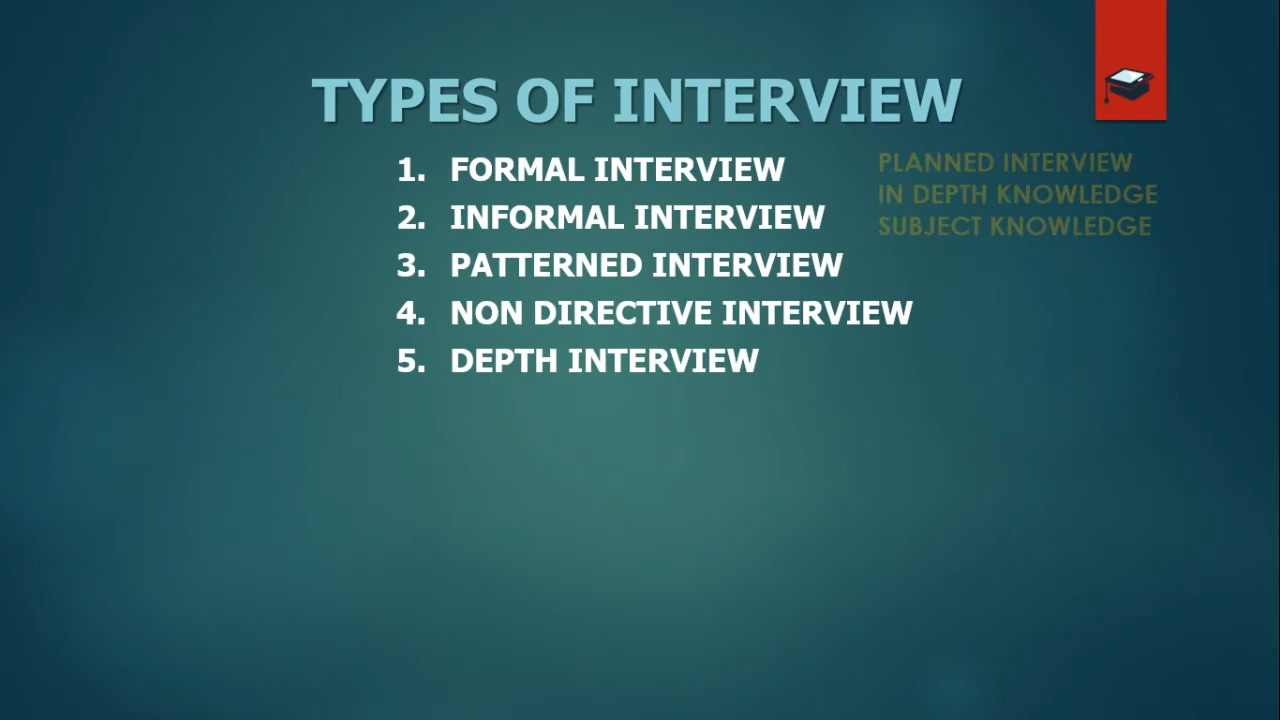 TYPES OF INTERVIEW
1. FORMAL INTERVIEW
2. INFORMAL INTERVIEW
3. PATTERNED INTERVIEW
4. NON DIRECTIVE INTERVIEW
5. DEPTH INTERVIEW
PLANNED INTERVIEW
IN DEPTH KNOWLEDGE
SUBJECT KNOWLEDGE